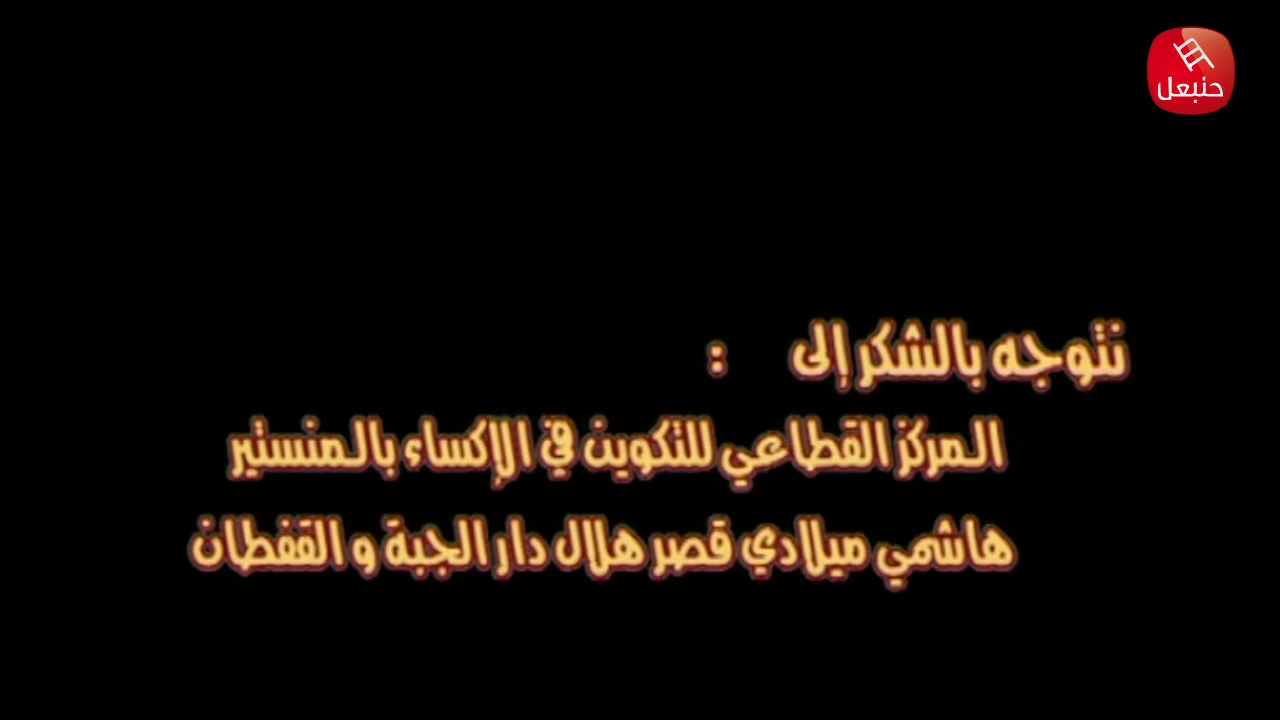 حنبعل
نتوجه بالشكر إلى :
المركز القطاعي للتكوين في الإكساء بالمنستير
هاشمي ميلادي قصر هلال دار الجبة و القفطان